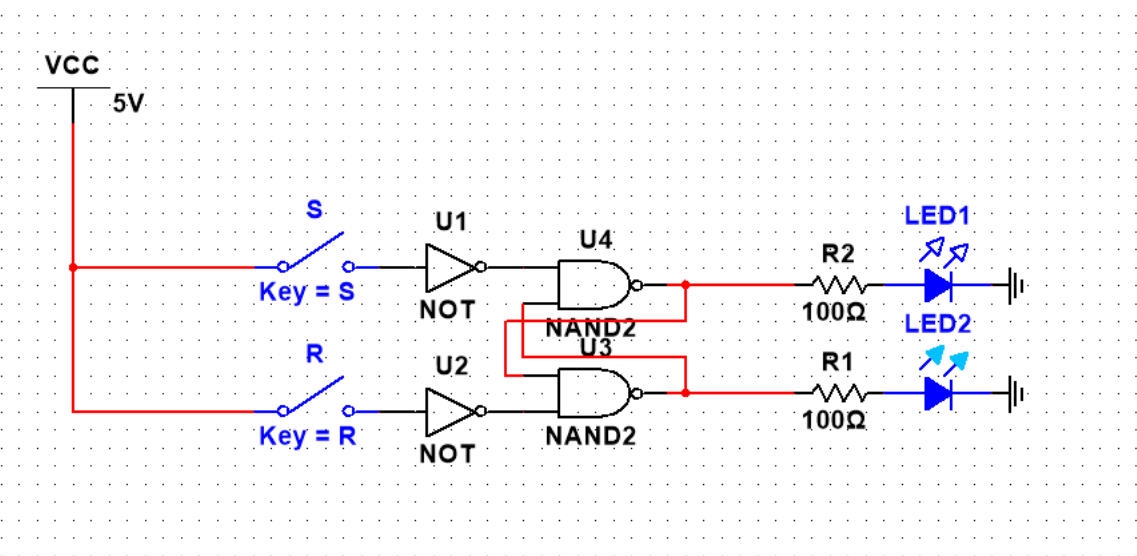 VCC
5V
S
Key = S
U1
NOT
U4
NAND2
R2
100Ω
LED1
R
Key = R
U2
NOT
U3
NAND2
R1
100Ω
LED2